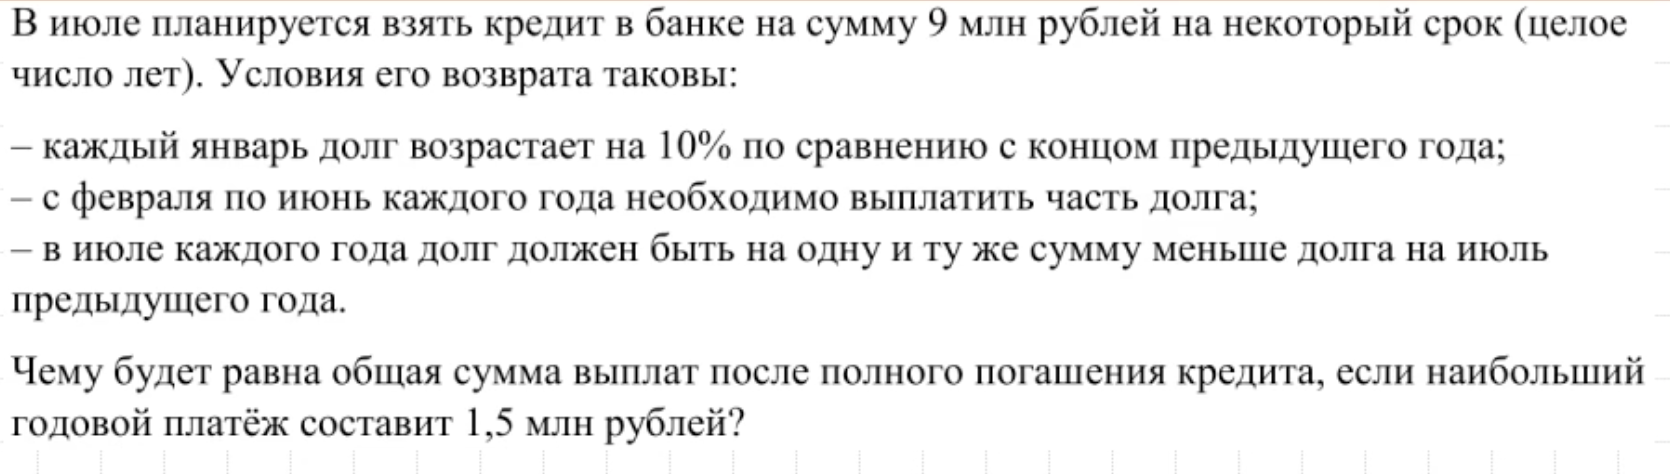 В июле планируется взять кредит в банке на сумму 9 млн рублей на некоторый срок (целое
число лет). Условия его возврата таковы:
– каждый январь долг возрастает на 10% по сравнению с концом предыдущего года;
– с февраля по июнь каждого года необходимо выплатить часть долга;
– в июле каждого года долг должен быть на одну и ту же сумму меньше долга на июль
предыдущего года.
Чему будет равна общая сумма выплат после полного погашения кредита, если наибольший
годовой платёж составит 1,5 млн рублей?